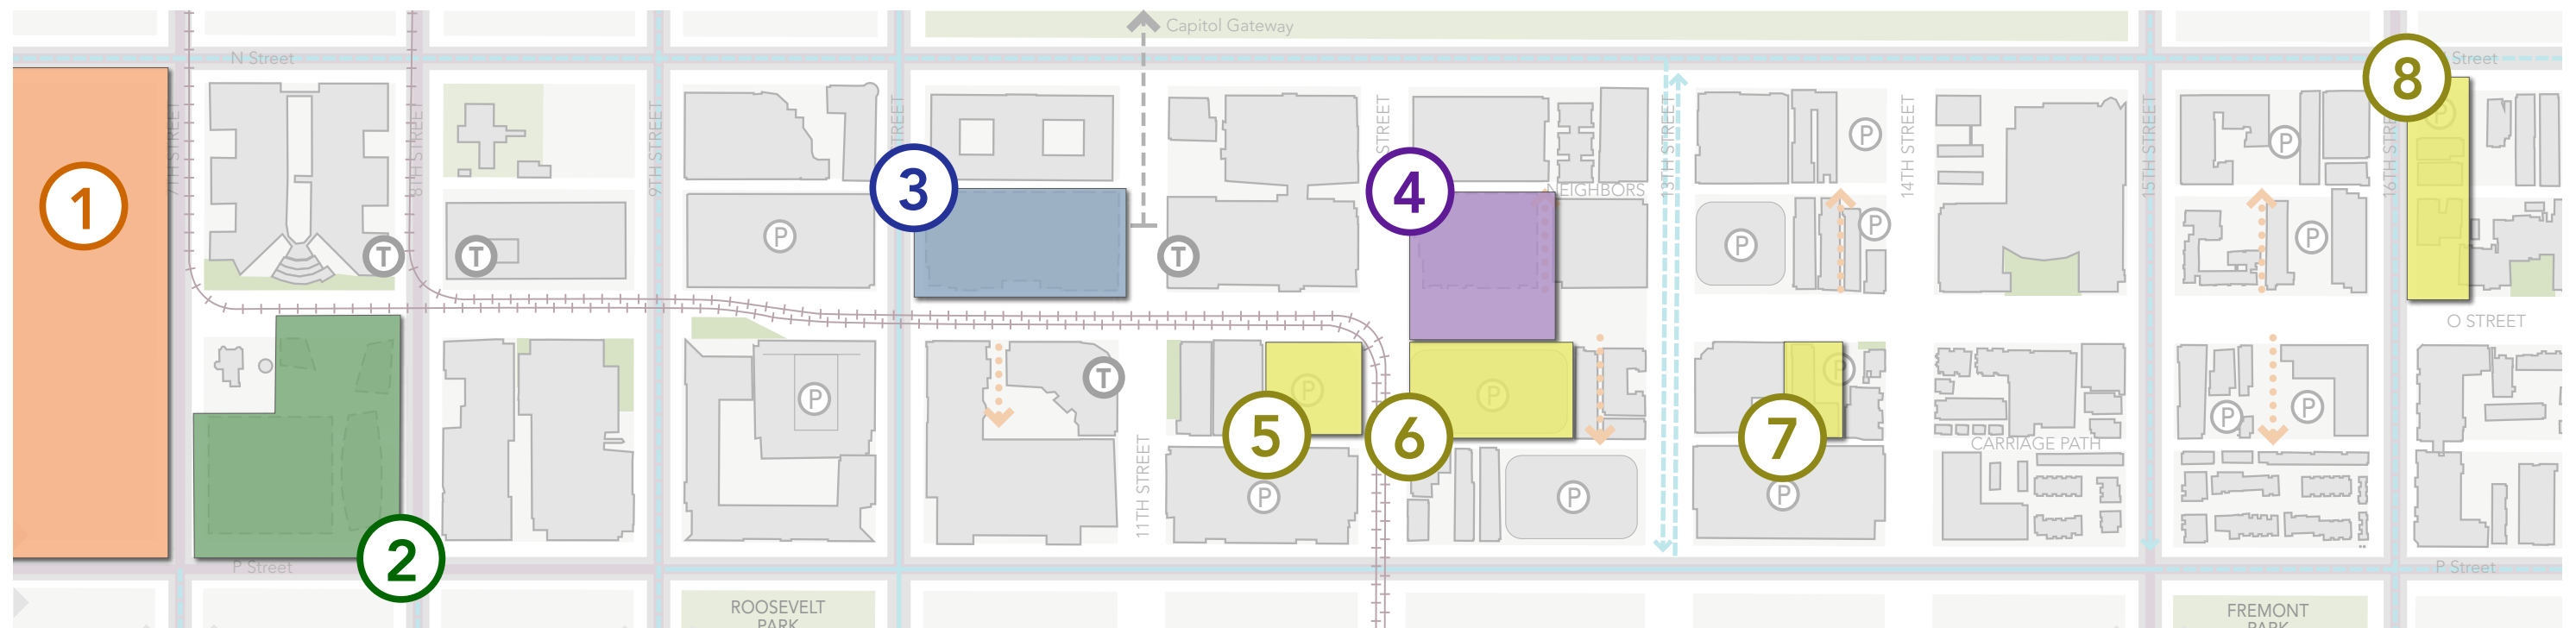 Capitol Gateway
N Street
Street
7TH STREET
8TH STREET
9TH STREET
STREET
STREET
13TH STREET
14TH STREET
15TH STREET
16TH STREET
8
P
P
P
1
3
4
NEIGHBORS
P
P
P
P
T
T
T
O STREET
T
P
P
P
P
P
P
5
6
7
11TH STREET
CARRIAGE PATH
P
P
P
2
P Street
P Street
ROOSEVELT
PARK
FREMONT
PARK